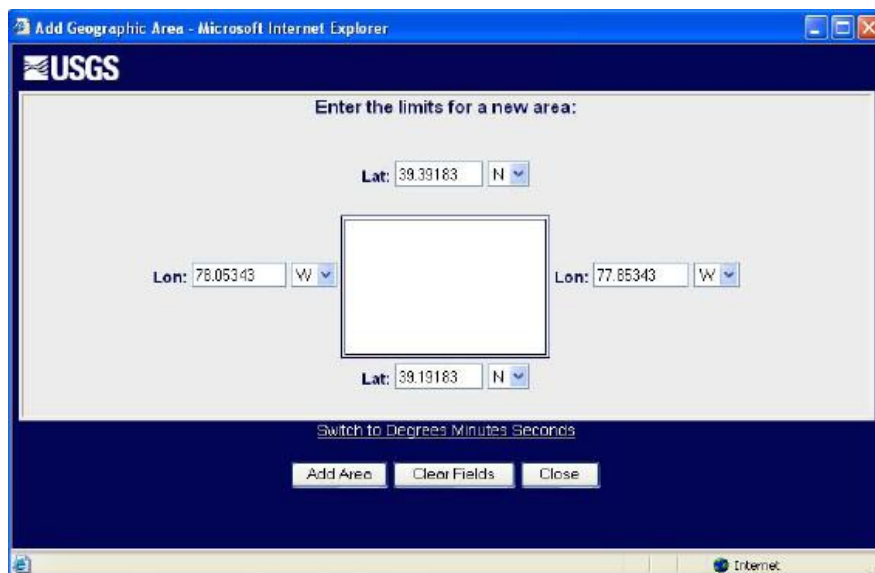 Add Geographic Area - Microsoft Internet Explorer
USGS
Enter the limits for a new area:
Lat: 39.39183 N
Lon: 78.05343 W
Lon: 77.85343 W
Lat: 39.19183 N
Switch to Degrees Minutes Seconds
Add Area Clear Fields Close
Internet